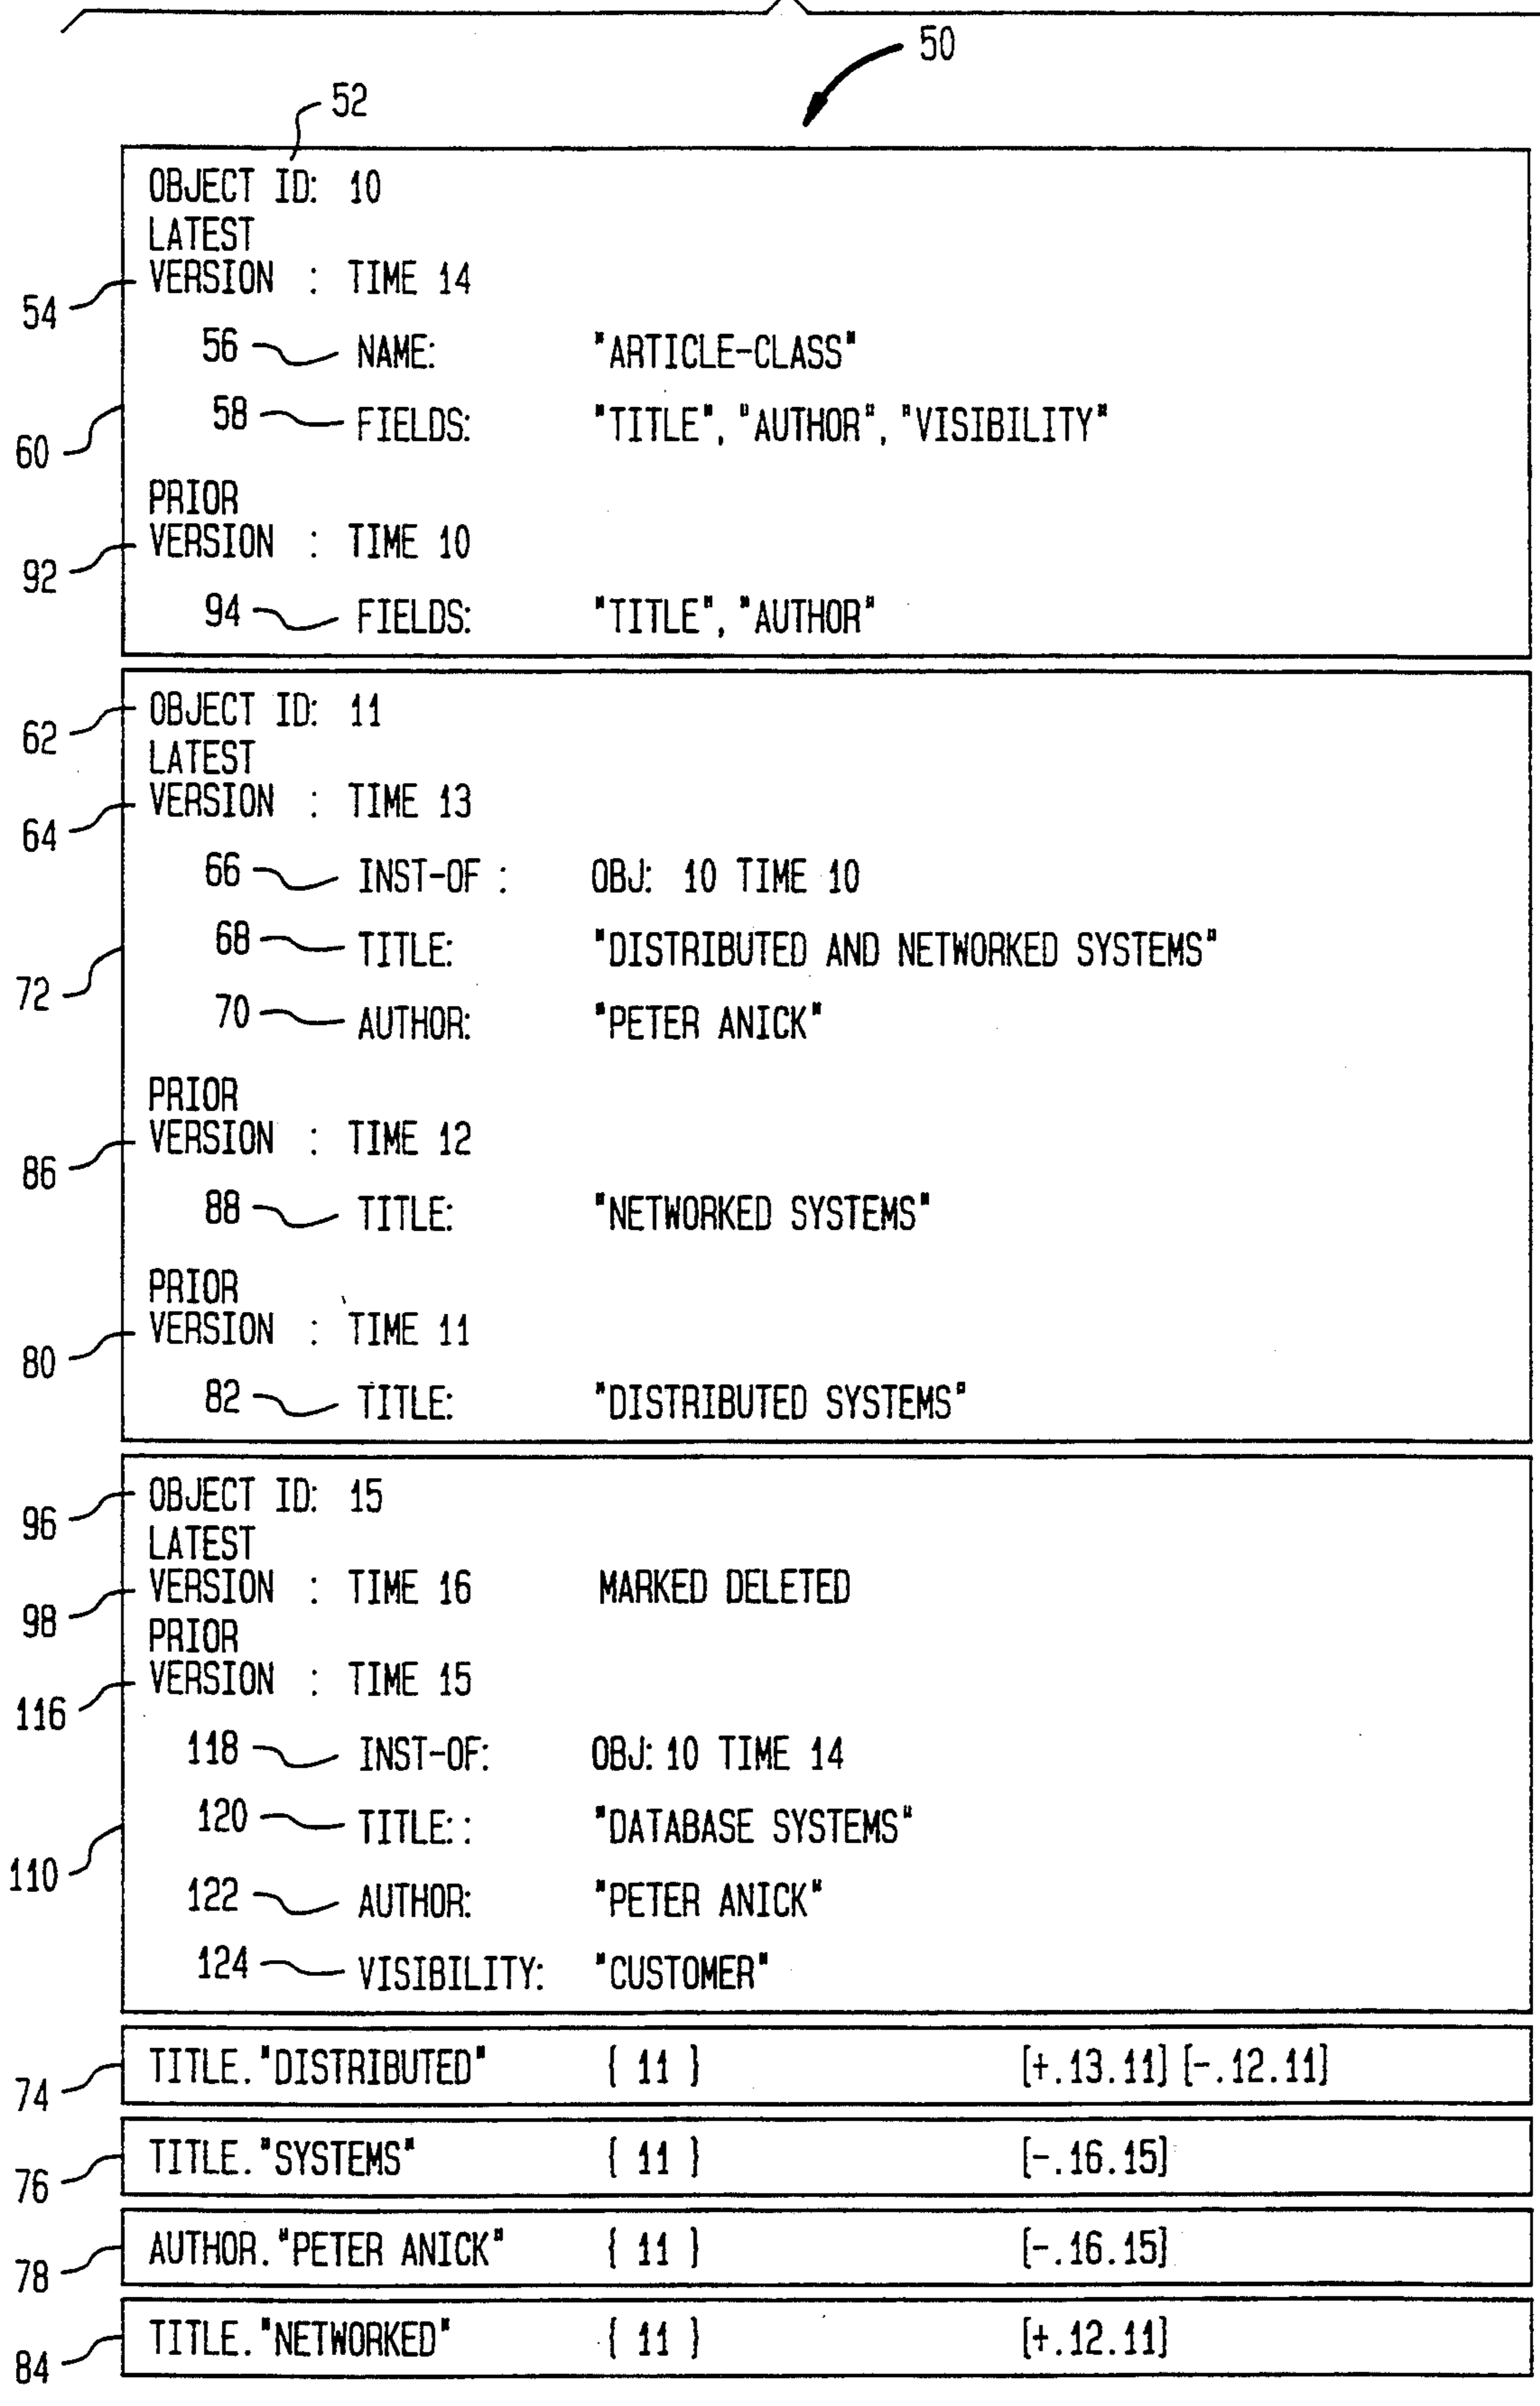 50
52
OBJECT ID: 10
LATEST
54 VERSION : TIME 14
56 NAME: "ARTICLE-CLASS"
58 FIELDS: "TITLE", "AUTHOR", "VISIBILITY"
60
PRIOR
92 VERSION : TIME 10
94 FIELDS: "TITLE", "AUTHOR"
62 OBJECT ID: 11
LATEST
64 VERSION : TIME 13
66 INST-OF : OBJ: 10 TIME 10
68 TITLE: "DISTRIBUTED AND NETWORKED SYSTEMS"
72
70 AUTHOR: "PETER ANICK"
PRIOR
86 VERSION : TIME 12
88 TITLE: "NETWORKED SYSTEMS"
PRIOR
80 VERSION : TIME 11
82 TITLE: "DISTRIBUTED SYSTEMS"
96 OBJECT ID: 15
LATEST
98 VERSION : TIME 16 MARKED DELETED
PRIOR
116 VERSION : TIME 15
118 INST-OF: OBJ: 10 TIME 14
120 TITLE: : "DATABASE SYSTEMS"
110
122 AUTHOR: "PETER ANICK"
124 VISIBILITY: "CUSTOMER"
74 TITLE. "DISTRIBUTED" { 11 } [+.13.11] [-.12.11]
76 TITLE. "SYSTEMS" { 11 } [-.16.15]
78 AUTHOR. "PETER ANICK" { 11 } [-.16.15]
84 TITLE. "NETWORKED" { 11 } [+.12.11]